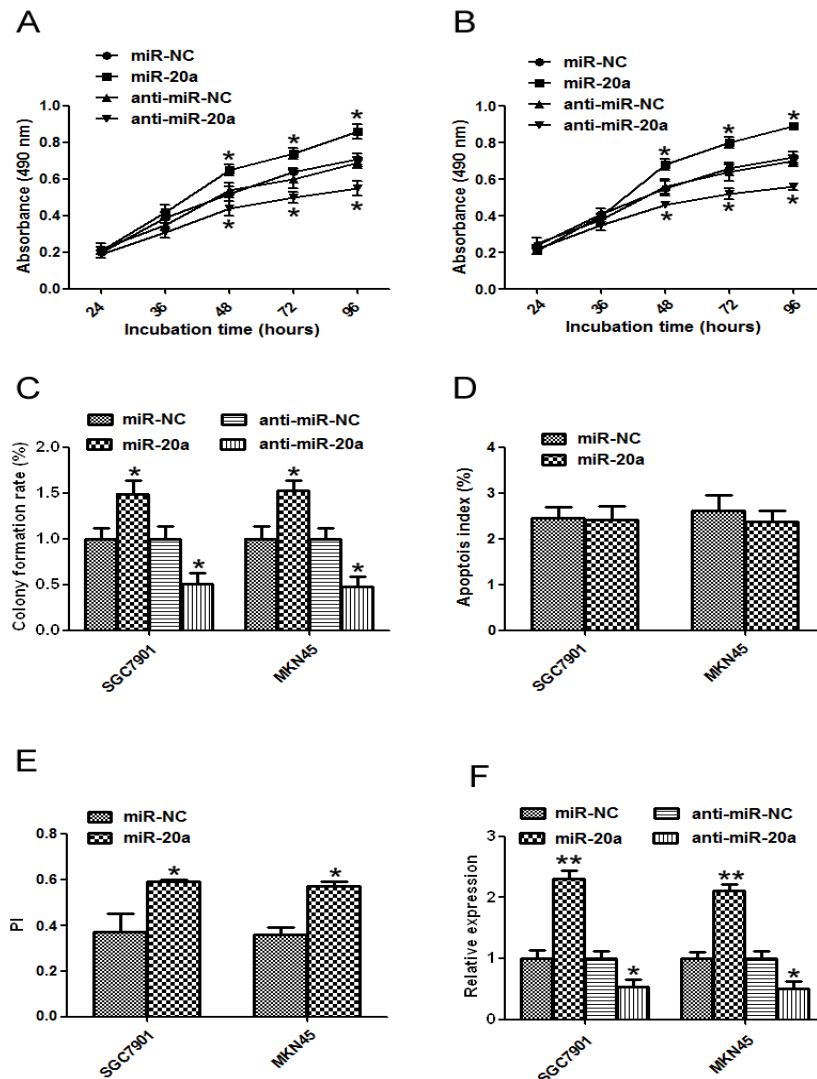 A
miR-NC
miR-20a
anti-miR-NC
anti-miR-20a
Absorbance (490 nm)
1.0
0.8
0.6
0.4
0.2
0.0
* * *
* * *
24 36 48 72 96
Incubation time (hours)
B
miR-NC
miR-20a
anti-miR-NC
anti-miR-20a
Absorbance (490 nm)
1.0
0.8
0.6
0.4
0.2
0.0
* * *
* * *
24 36 48 72 96
Incubation time (hours)
C
miR-NC anti-miR-NC
miR-20a anti-miR-20a
Colony formation rate (%)
2.0
1.5
1.0
0.5
0.0
* * * *
SGC7901 MKN45
D
miR-NC
miR-20a
Apoptois index (%)
4
3
2
1
0
SGC7901 MKN45
E
miR-NC
miR-20a
PI
0.8
0.6
0.4
0.2
0.0
* *
SGC7901 MKN45
F
miR-NC anti-miR-NC
miR-20a anti-miR-20a
Relative expression
3
2
1
0
** * ** *
SGC7901 MKN45